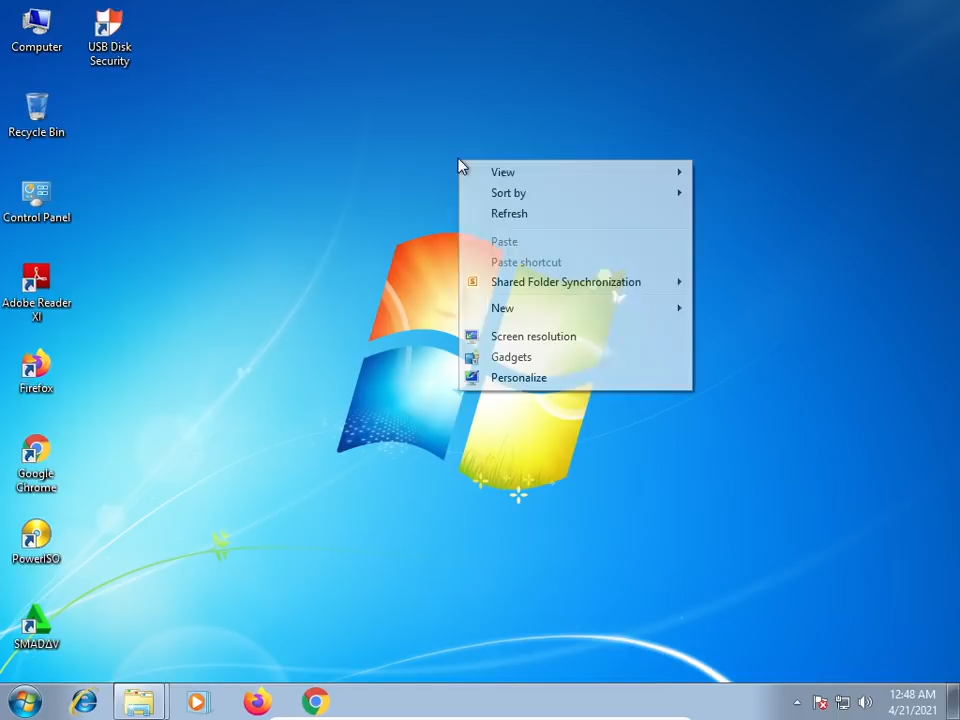 Computer
USB Disk
Security
Recycle Bin
Control Panel
Adobe Reader
XI
Firefox
Google
Chrome
PowerISO
SMADΔV
View
Sort by
Refresh
Paste
Paste shortcut
S
Shared Folder Synchronization
New
Screen resolution
Gadgets
Personalize
12:48 AM
4/21/2021